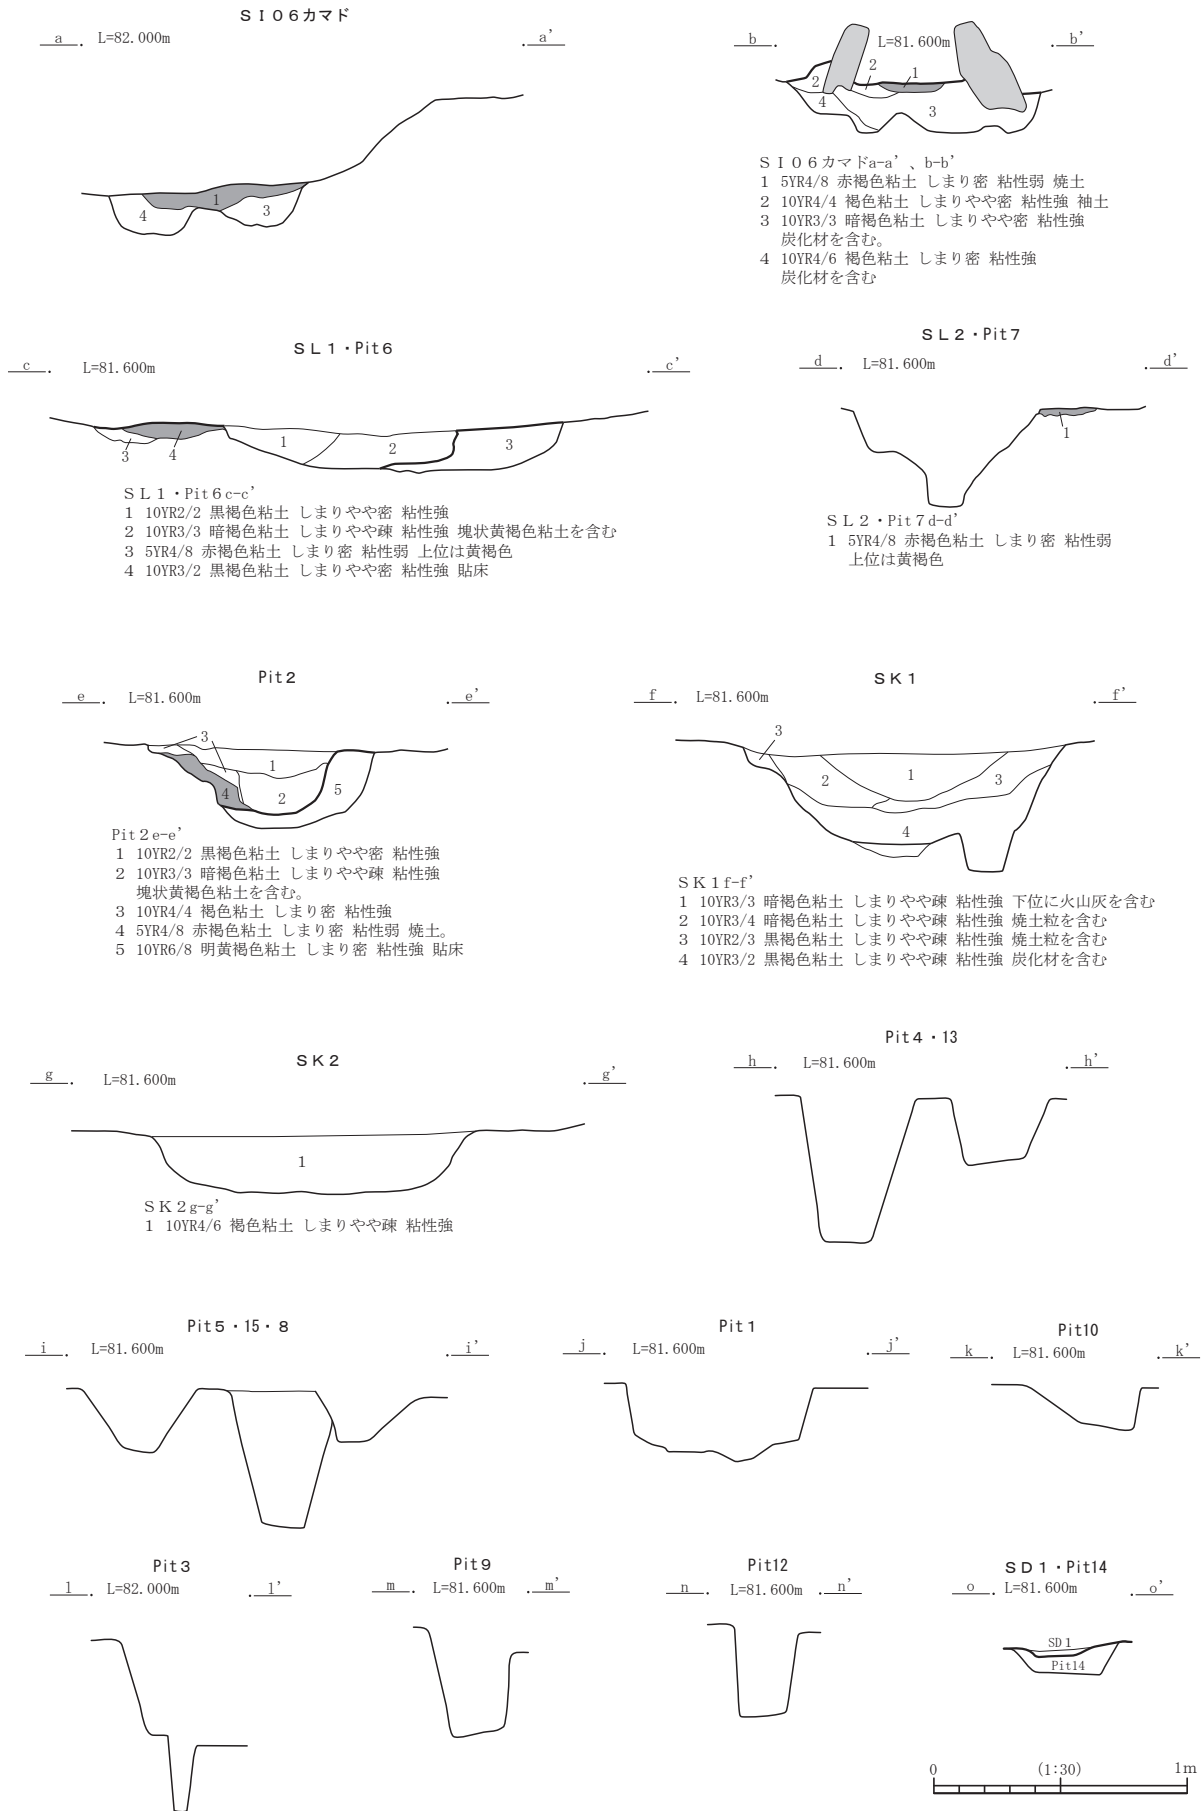 ＳＩ０６カマド
a L=82.000m a’
b L=81.600m b’
2
1
2
4
3
1
4
3
ＳＩ０６カマドa-a’、b-b’
1 5YR4/8 赤褐色粘土 しまり密 粘性弱 焼土
2 10YR4/4 褐色粘土 しまりやや密 粘性強 袖土
3 10YR3/3 暗褐色粘土 しまりやや密 粘性強
炭化材を含む。
4 10YR4/6 褐色粘土 しまり密 粘性強
炭化材を含む
ＳＬ１・Pit６
c L=81.600m c’
1
2
3
3
4
ＳＬ１・Pit６c-c’
1 10YR2/2 黒褐色粘土 しまりやや密 粘性強
2 10YR3/3 暗褐色粘土 しまりやや疎 粘性強 塊状黄褐色粘土を含む
3 5YR4/8 赤褐色粘土 しまり密 粘性弱 上位は黄褐色
4 10YR3/2 黒褐色粘土 しまりやや密 粘性強 貼床
ＳＬ２・Pit７
d L=81.600m d’
1
ＳＬ２・Pit７d-d’
1 5YR4/8 赤褐色粘土 しまり密 粘性弱
上位は黄褐色
Pit２
e L=81.600m e’
3
1
4
2
5
Pit２e-e’
1 10YR2/2 黒褐色粘土 しまりやや密 粘性強
2 10YR3/3 暗褐色粘土 しまりやや疎 粘性強
塊状黄褐色粘土を含む。
3 10YR4/4 褐色粘土 しまり密 粘性強
4 5YR4/8 赤褐色粘土 しまり密 粘性弱 焼土。
5 10YR6/8 明黄褐色粘土 しまり密 粘性強 貼床
ＳＫ１
f L=81.600m f’
3
2
1
3
4
ＳＫ１f-f’
1 10YR3/3 暗褐色粘土 しまりやや疎 粘性強 下位に火山灰を含む
2 10YR3/4 暗褐色粘土 しまりやや疎 粘性強 焼土粒を含む
3 10YR2/3 黒褐色粘土 しまりやや疎 粘性強 焼土粒を含む
4 10YR3/2 黒褐色粘土 しまりやや疎 粘性強 炭化材を含む
ＳＫ２
g L=81.600m g’
1
ＳＫ２g-g’
1 10YR4/6 褐色粘土 しまりやや疎 粘性強
Pit４・13
h L=81.600m h’
Pit５・15・８
i L=81.600m i’
Pit１
j L=81.600m j’
Pit10
k L=81.600m k’
Pit３
l L=82.000m l’
Pit９
m L=81.600m m’
Pit12
n L=81.600m n’
ＳＤ１・Pit14
o L=81.600m o’
SD１
Pit14
0 (1:30) 1m